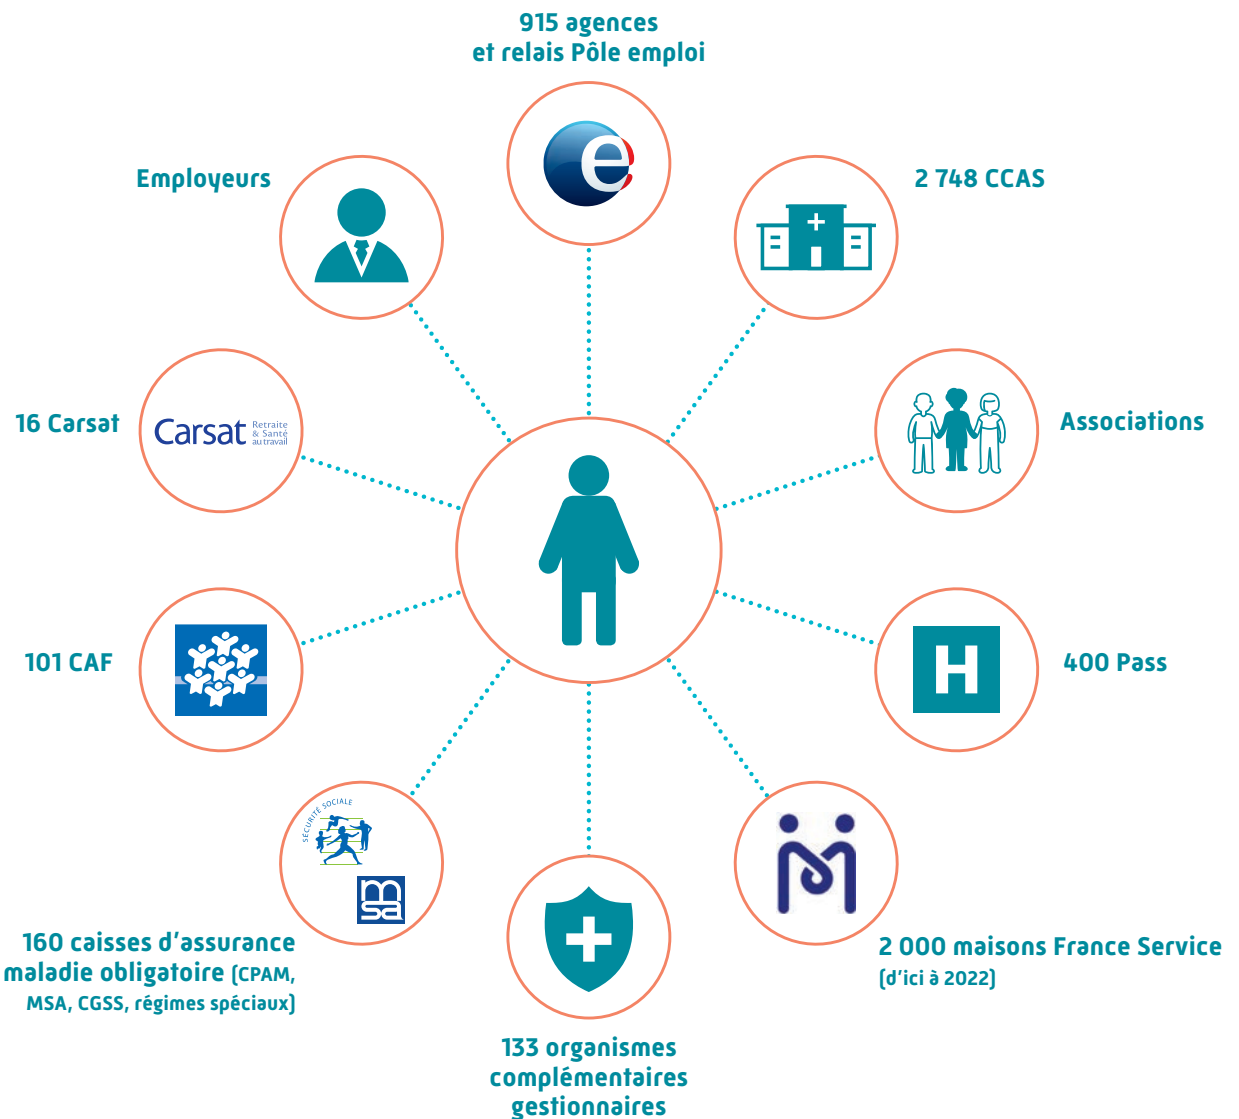 915 agences
et relais Pôle emploi
e
Employeurs
2 748 CCAS
16 Carsat
Carsat Retraite
& Santé
au travail
Associations
101 CAF
400 Pass
H
SÉCURITÉ SOCIALE
msa
160 caisses d'assurance
maladie obligatoire (CPAM,
MSA, CGSS, régimes spéciaux)
2 000 maisons France Service
(d'ici à 2022)
133 organismes
complémentaires
gestionnaires